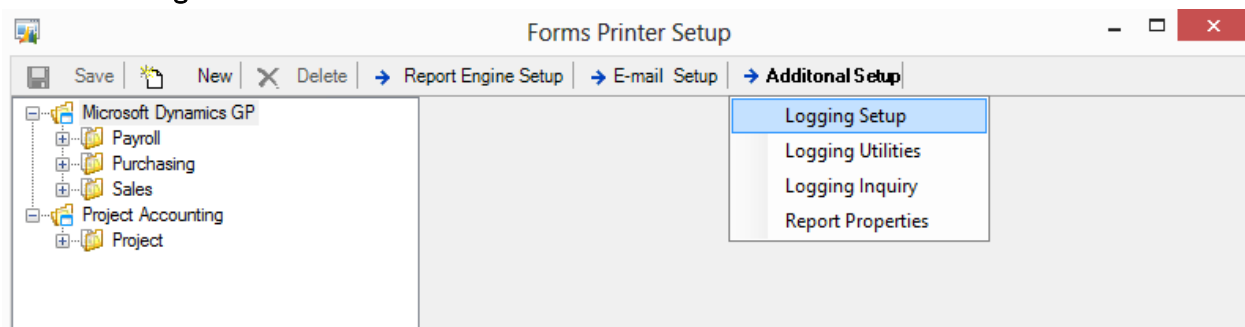 Forms Printer Setup
Save New Delete Report Engine Setup E-mail Setup Additonal Setup
Microsoft Dynamics GP
Payroll
Purchasing
Sales
Project Accounting
Project
Logging Setup
Logging Utilities
Logging Inquiry
Report Properties